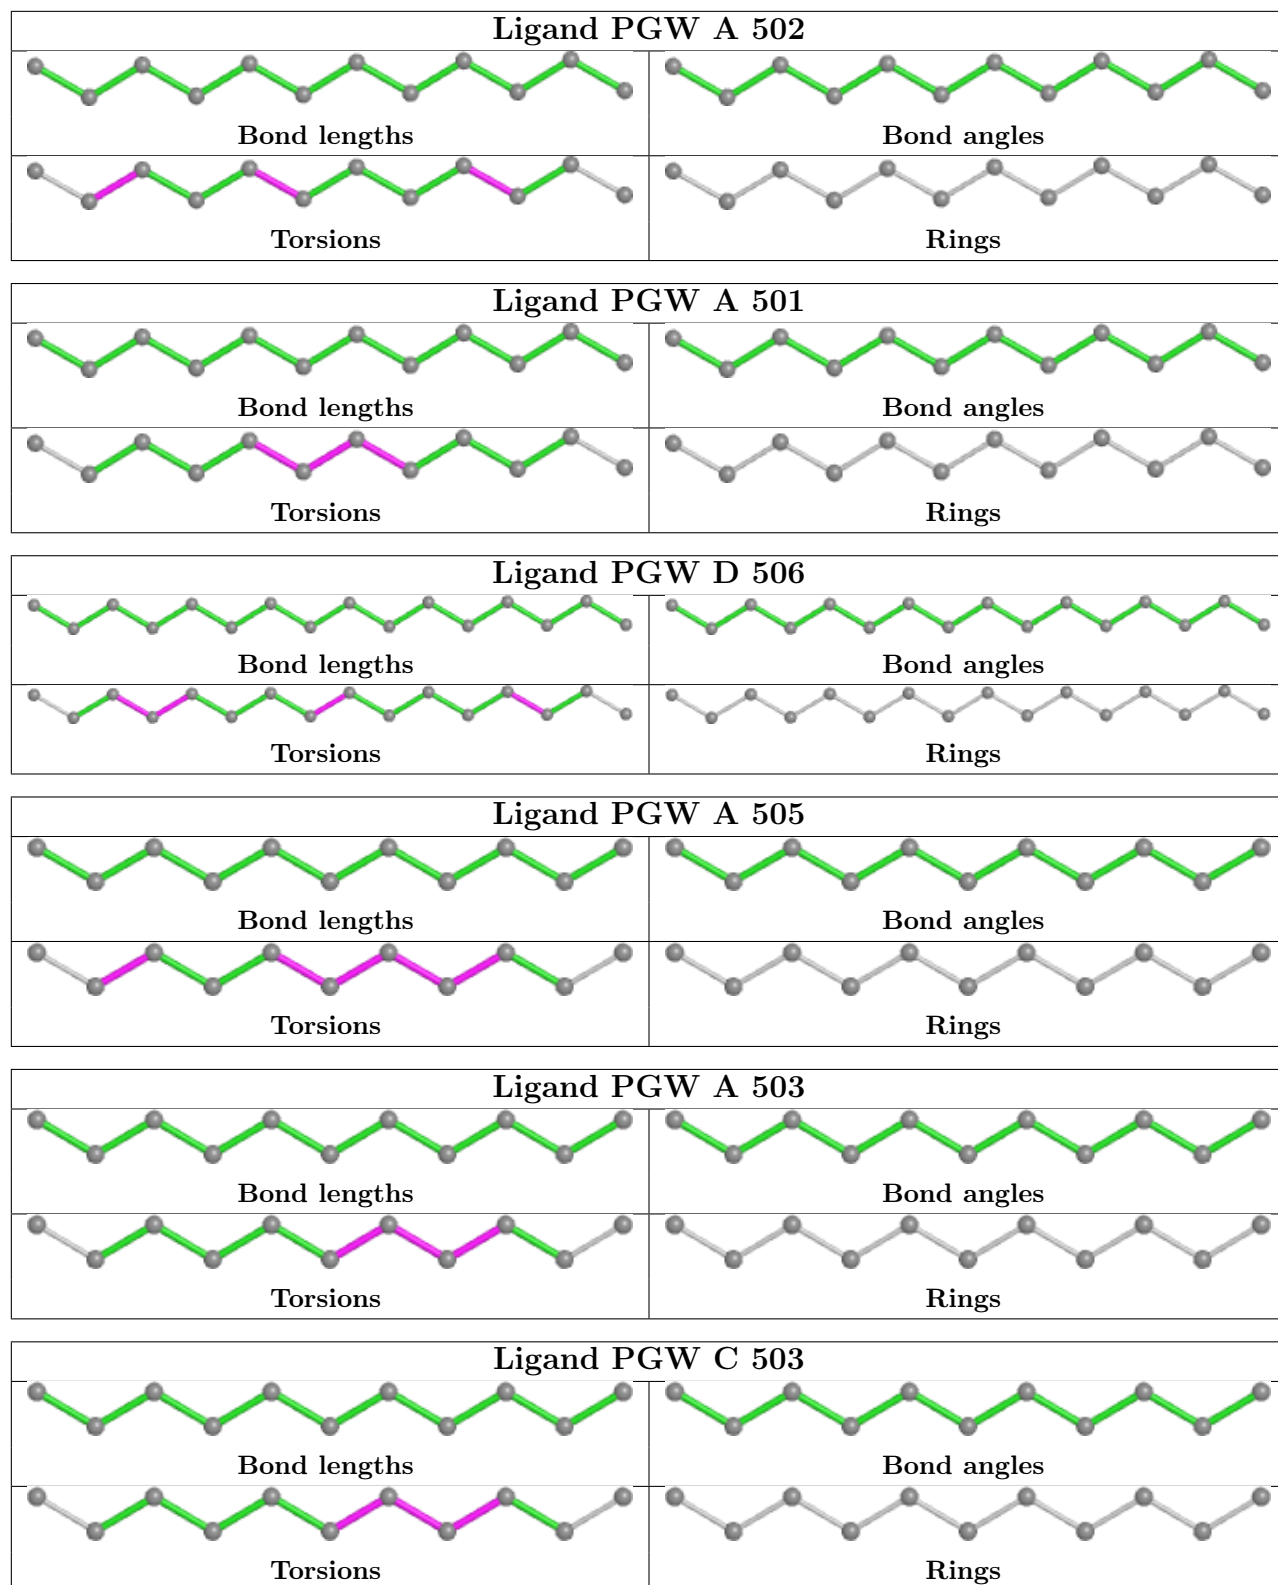 Ligand PGW A 502
Bond lengths Bond angles
Torsions Rings
Ligand PGW A 501
Bond lengths Bond angles
Torsions Rings
Ligand PGW D 506
Bond lengths Bond angles
Torsions Rings
Ligand PGW A 505
Bond lengths Bond angles
Torsions Rings
Ligand PGW A 503
Bond lengths Bond angles
Torsions Rings
Ligand PGW C 503
Bond lengths Bond angles
Torsions Rings